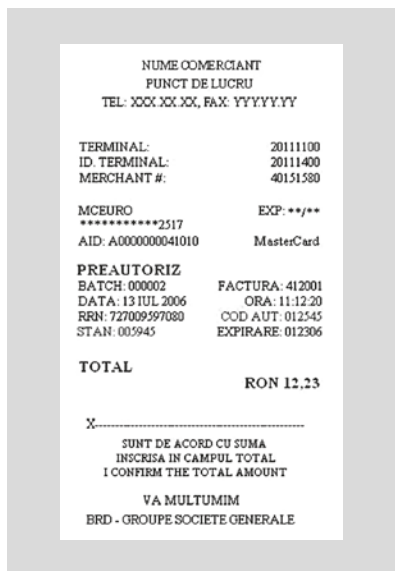 NUME COMERCIANT
PUNCT DE LUCRU
TEL: XXX.XX.XX, FAX: YYY.YY.YY
TERMINAL: 20111100
ID. TERMINAL: 20111400
MERCHANT #: 40151580
MCEURO EXP: **/**
***********2517
AID: A0000000041010 MasterCard
PREAUTORIZ
BATCH: 000002 FACTURA: 412001
DATA: 13 IUL 2006 ORA: 11:12:20
RRN: 727009597080 COD AUT: 012545
STAN: 005945 EXPIRARE: 012306
TOTAL
RON 12,23
X--------------------------------------------------
SUNT DE ACORD CU SUMA
INSCRISA IN CAMPUL TOTAL
I CONFIRM THE TOTAL AMOUNT
VA MULTUMIM
BRD - GROUPE SOCIETE GENERALE